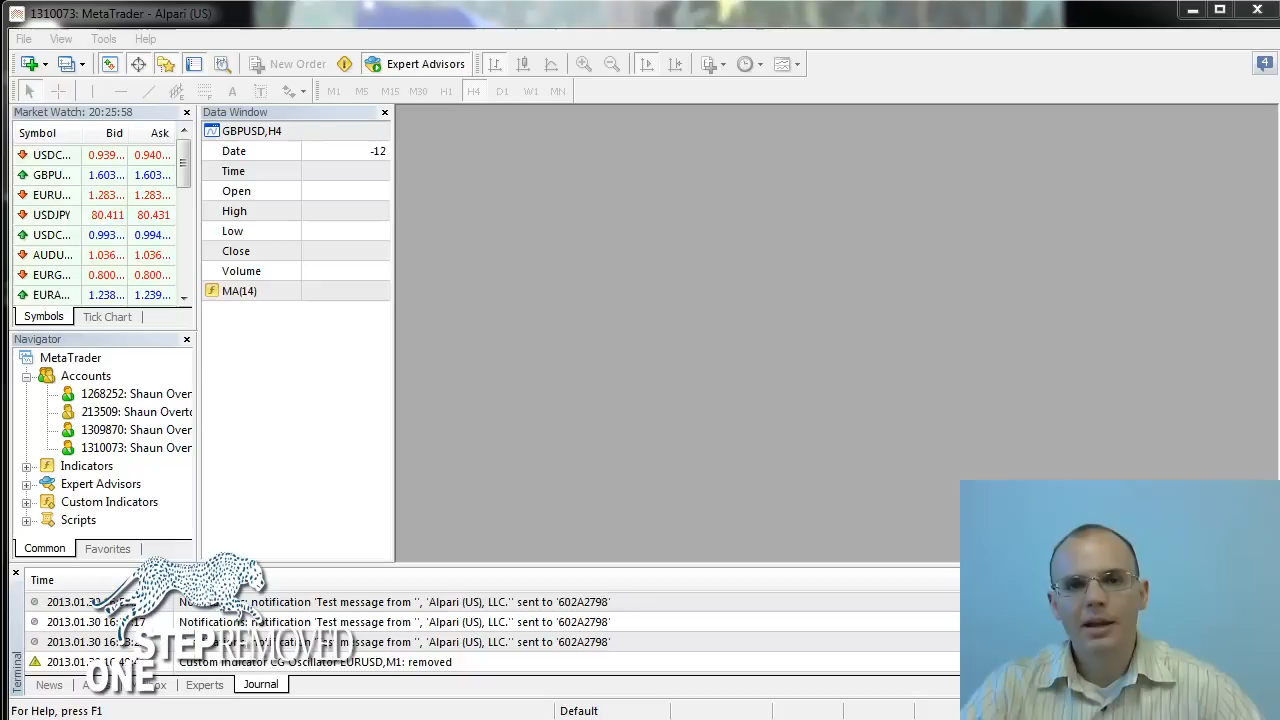 1310073: MetaTrader - Alpari (US)
File View Tools Help
New Order Expert Advisors 4
M1 M5 M15 M30 H1 H4 D1 W1 MN
Market Watch: 20:25:58
Symbol Bid Ask
USDC... 0.939... 0.940...
GBPU... 1.603... 1.603...
EURU... 1.283... 1.283...
USDJPY 80.411 80.431
USDC... 0.993... 0.994...
AUDU... 1.036... 1.036...
EURG... 0.800... 0.800...
EURA... 1.238... 1.239...
Symbols Tick Chart
Data Window
GBPUSD,H4
Date -12
Time
Open
High
Low
Close
Volume
MA(14)
Navigator
MetaTrader
Accounts
1268252: Shaun Over
213509: Shaun Overto
1309870: Shaun Over
1310073: Shaun Over
Indicators
Expert Advisors
Custom Indicators
Scripts
Common Favorites
Time
2013.01.30 notification 'Test message from '', 'Alpari (US), LLC.'' sent to '602A2798'
2013.01.30 Notifications: notification 'Test message from '', 'Alpari (US), LLC.'' sent to '602A2798'
2013.01.30 'Test message from '', 'Alpari (US), LLC.'' sent to '602A2798'
2013.01.30 Custom Indicator CG Oscillator EURUSD,M1: removed
ONE STEP REMOVED
Terminal
News Experts Journal
For Help, press F1 Default